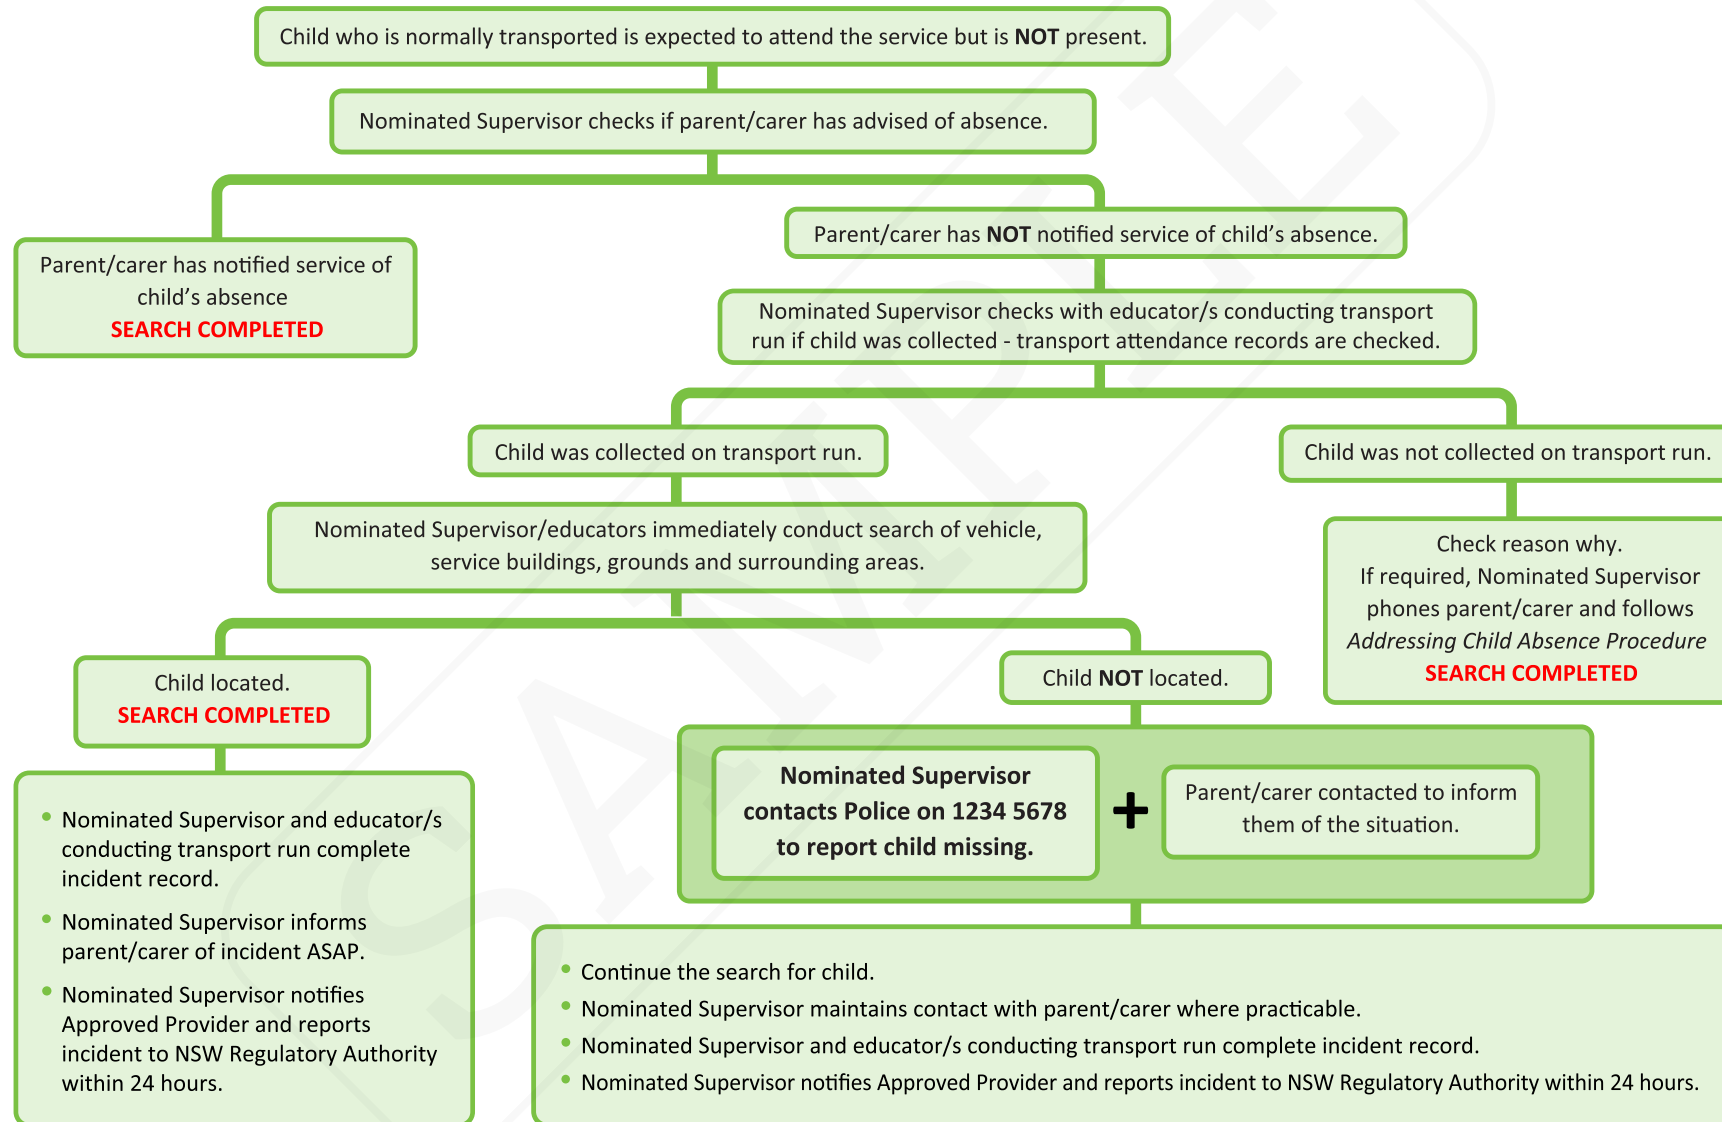 Child who is normally transported is expected to attend the service but is NOT present.
Nominated Supervisor checks if parent/carer has advised of absence.
Parent/carer has notified service of
child’s absence
SEARCH COMPLETED
Parent/carer has NOT notified service of child’s absence.
Nominated Supervisor checks with educator/s conducting transport
run if child was collected - transport attendance records are checked.
Child was collected on transport run.
Child was not collected on transport run.
Nominated Supervisor/educators immediately conduct search of vehicle,
service buildings, grounds and surrounding areas.
Check reason why.
If required, Nominated Supervisor
phones parent/carer and follows
Addressing Child Absence Procedure
SEARCH COMPLETED
Child located.
SEARCH COMPLETED
Child NOT located.
Nominated Supervisor
contacts Police on 1234 5678
to report child missing.
+
Parent/carer contacted to inform
them of the situation.
• Nominated Supervisor and educator/s
conducting transport run complete
incident record.
• Nominated Supervisor informs
parent/carer of incident ASAP.
• Nominated Supervisor notifies
Approved Provider and reports
incident to NSW Regulatory Authority
within 24 hours.
• Continue the search for child.
• Nominated Supervisor maintains contact with parent/carer where practicable.
• Nominated Supervisor and educator/s conducting transport run complete incident record.
• Nominated Supervisor notifies Approved Provider and reports incident to NSW Regulatory Authority within 24 hours.
SAMPLE